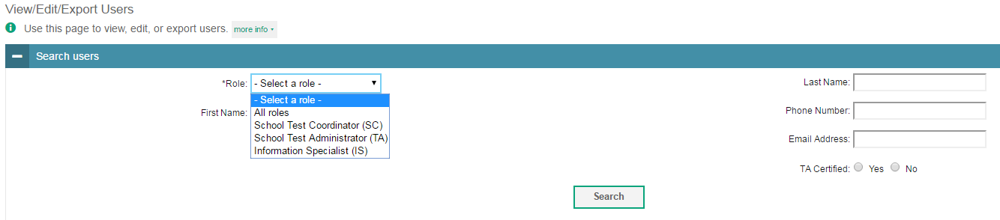 View/Edit/Export Users
Use this page to view, edit, or export users. more info
Search users
*Role: - Select a role -
- Select a role -
All roles
School Test Coordinator (SC)
School Test Administrator (TA)
Information Specialist (IS)
First Name:
Last Name:
Phone Number:
Email Address:
TA Certified: Yes No
Search